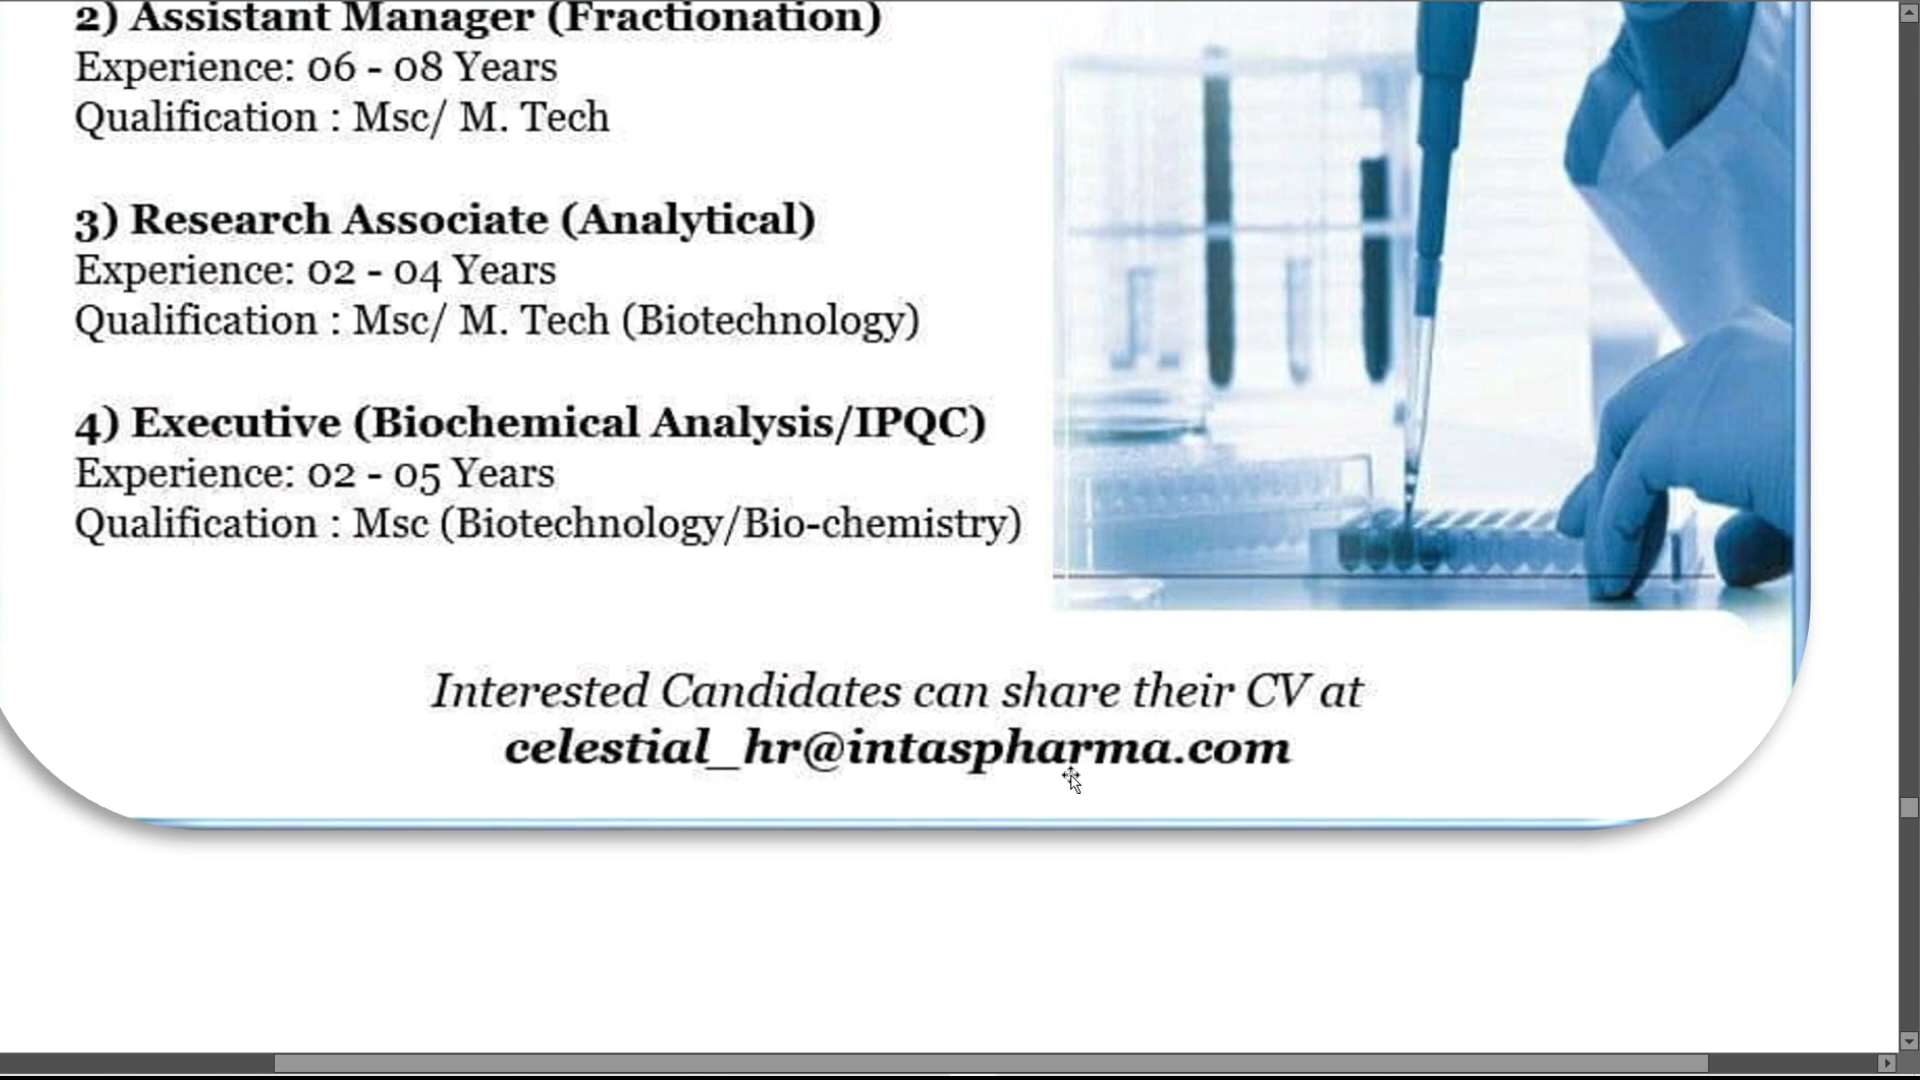 2) Assistant Manager (Fractionation)
Experience: 06 - 08 Years
Qualification : Msc/ M. Tech
3) Research Associate (Analytical)
Experience: 02 - 04 Years
Qualification : Msc/ M. Tech (Biotechnology)
4) Executive (Biochemical Analysis/IPQC)
Experience: 02 - 05 Years
Qualification : Msc (Biotechnology/Bio-chemistry)
Interested Candidates can share their CV at
celestial_hr@intaspharma.com